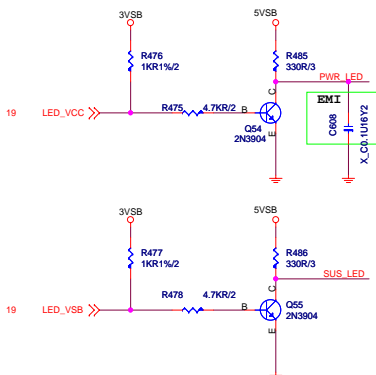 3VSB
5VSB
R476
1KR1%/2
R485
330R/3
PWR_LED
EMI
C608
X_C0.1U16Y2
19
LED_VCC
R475
4.7KR/2
B
C
E
Q54
2N3904
3VSB
5VSB
R477
1KR1%/2
R486
330R/3
SUS_LED
19
LED_VSB
R478
4.7KR/2
B
C
E
Q55
2N3904